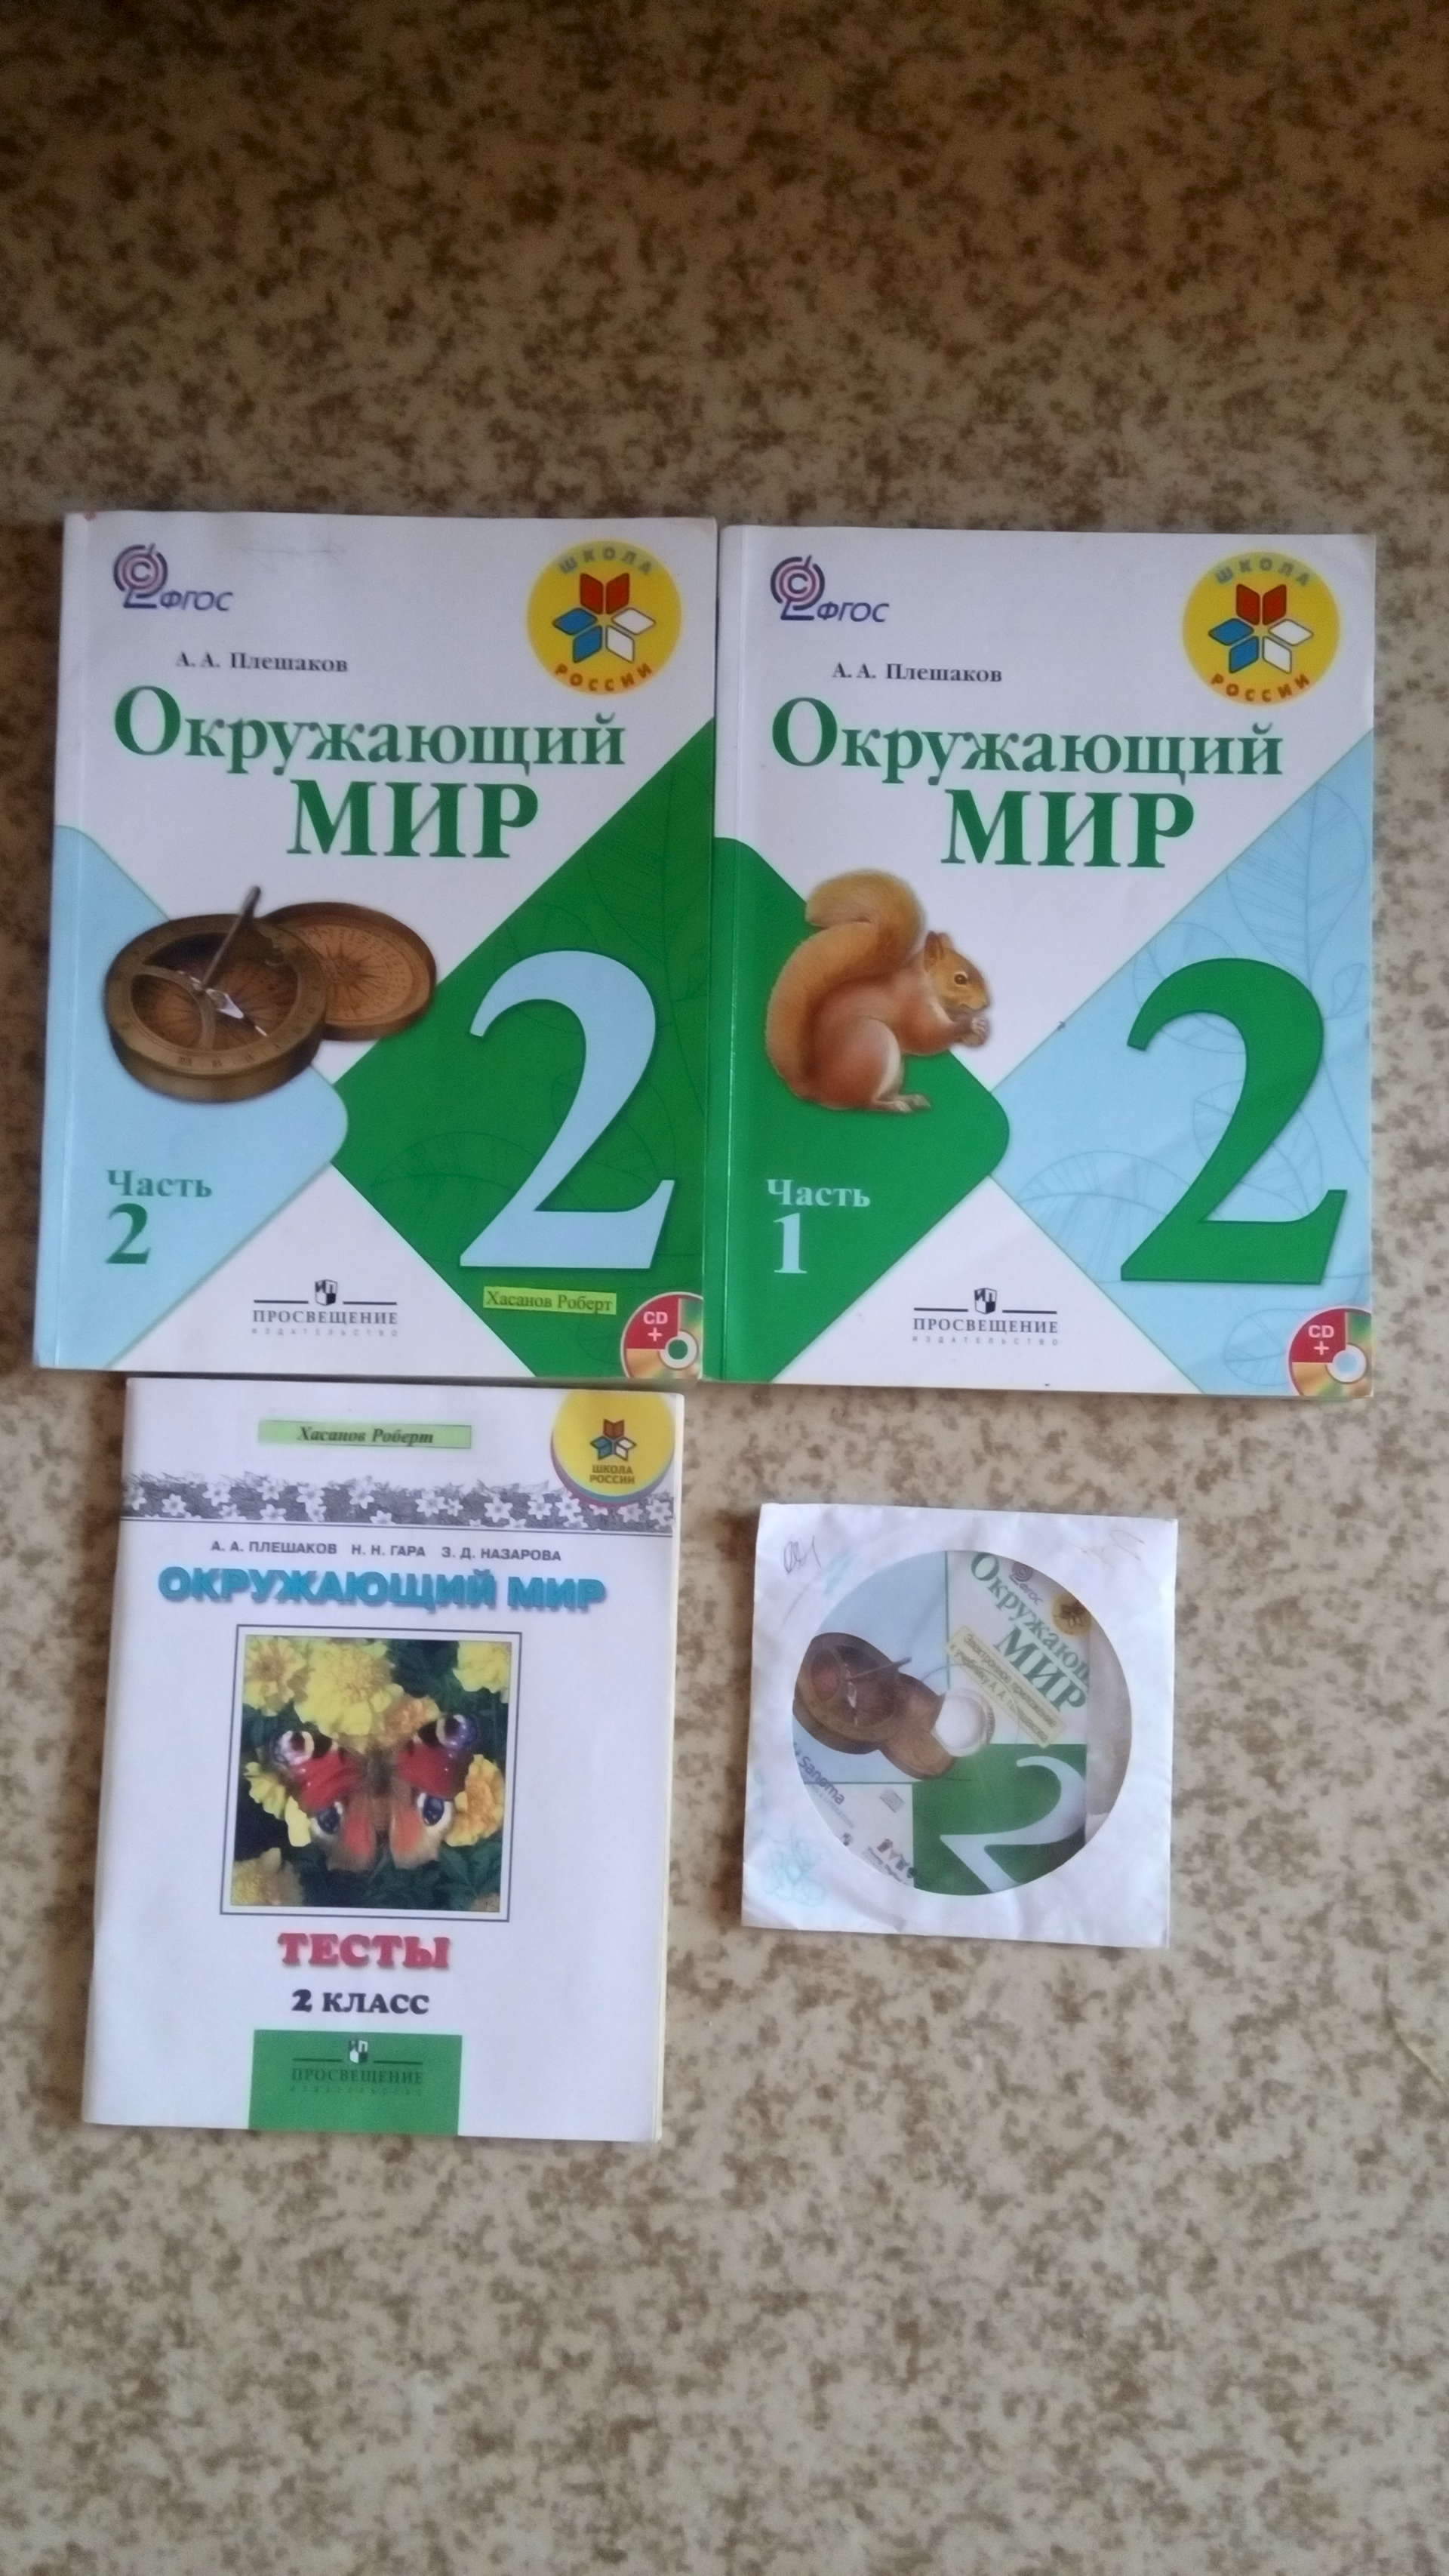 ФГОС
ШКОЛА
РОССИИ
А. А. Плешаков
Окружающий
МИР
2
Часть
2
ПРОСВЕЩЕНИЕ
ИЗДАТЕЛЬСТВО
Хасанов Роберт
CD
+
ФГОС
ШКОЛА
РОССИИ
А. А. Плешаков
Окружающий
МИР
2
Часть
1
ПРОСВЕЩЕНИЕ
ИЗДАТЕЛЬСТВО
CD
+
Хасанов Роберт
ШКОЛА
РОССИИ
А. А. ПЛЕШАКОВ Н. Н. ГАРА З. Д. НАЗАРОВА
ОКРУЖАЮЩИЙ МИР
ТЕСТЫ
2 КЛАСС
ПРОСВЕЩЕНИЕ
ИЗДАТЕЛЬСТВО
ФГОС
Окружающ
МИР
2
Sanoma